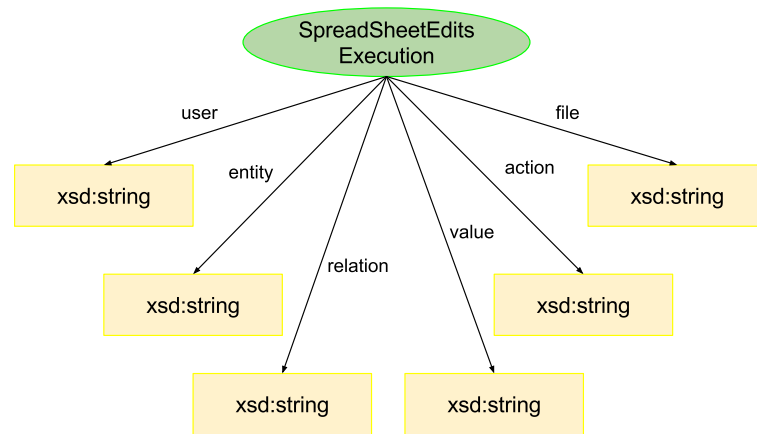 SpreadSheetEdits
Execution
user
file
entity
action
xsd:string
xsd:string
value
relation
xsd:string
xsd:string
xsd:string
xsd:string